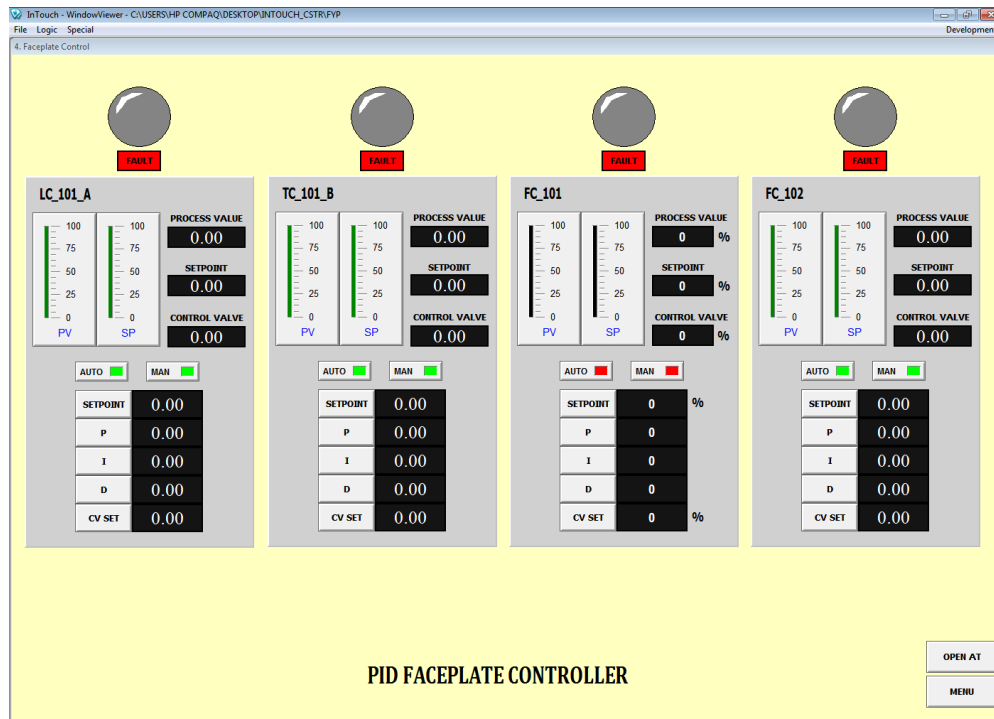 InTouch - WindowViewer - C:\USERS\HP COMPAQ\DESKTOP\INTOUCH_CSTR\FYP
File Logic Special Development
4. Faceplate Control
FAULT FAULT FAULT FAULT
LC_101_A
100
75
50
25
0
PV
100
75
50
25
0
SP
PROCESS VALUE
0.00
SETPOINT
0.00
CONTROL VALVE
0.00
AUTO MAN
SETPOINT 0.00
P 0.00
I 0.00
D 0.00
CV SET 0.00
TC_101_B
100
75
50
25
0
PV
100
75
50
25
0
SP
PROCESS VALUE
0.00
SETPOINT
0.00
CONTROL VALVE
0.00
AUTO MAN
SETPOINT 0.00
P 0.00
I 0.00
D 0.00
CV SET 0.00
FC_101
100
75
50
25
0
PV
100
75
50
25
0
SP
PROCESS VALUE
0 %
SETPOINT
0 %
CONTROL VALVE
0 %
AUTO MAN
SETPOINT 0 %
P 0
I 0
D 0
CV SET 0 %
FC_102
100
75
50
25
0
PV
100
75
50
25
0
SP
PROCESS VALUE
0.00
SETPOINT
0.00
CONTROL VALVE
0.00
AUTO MAN
SETPOINT 0.00
P 0.00
I 0.00
D 0.00
CV SET 0.00
PID FACEPLATE CONTROLLER
OPEN AT
MENU